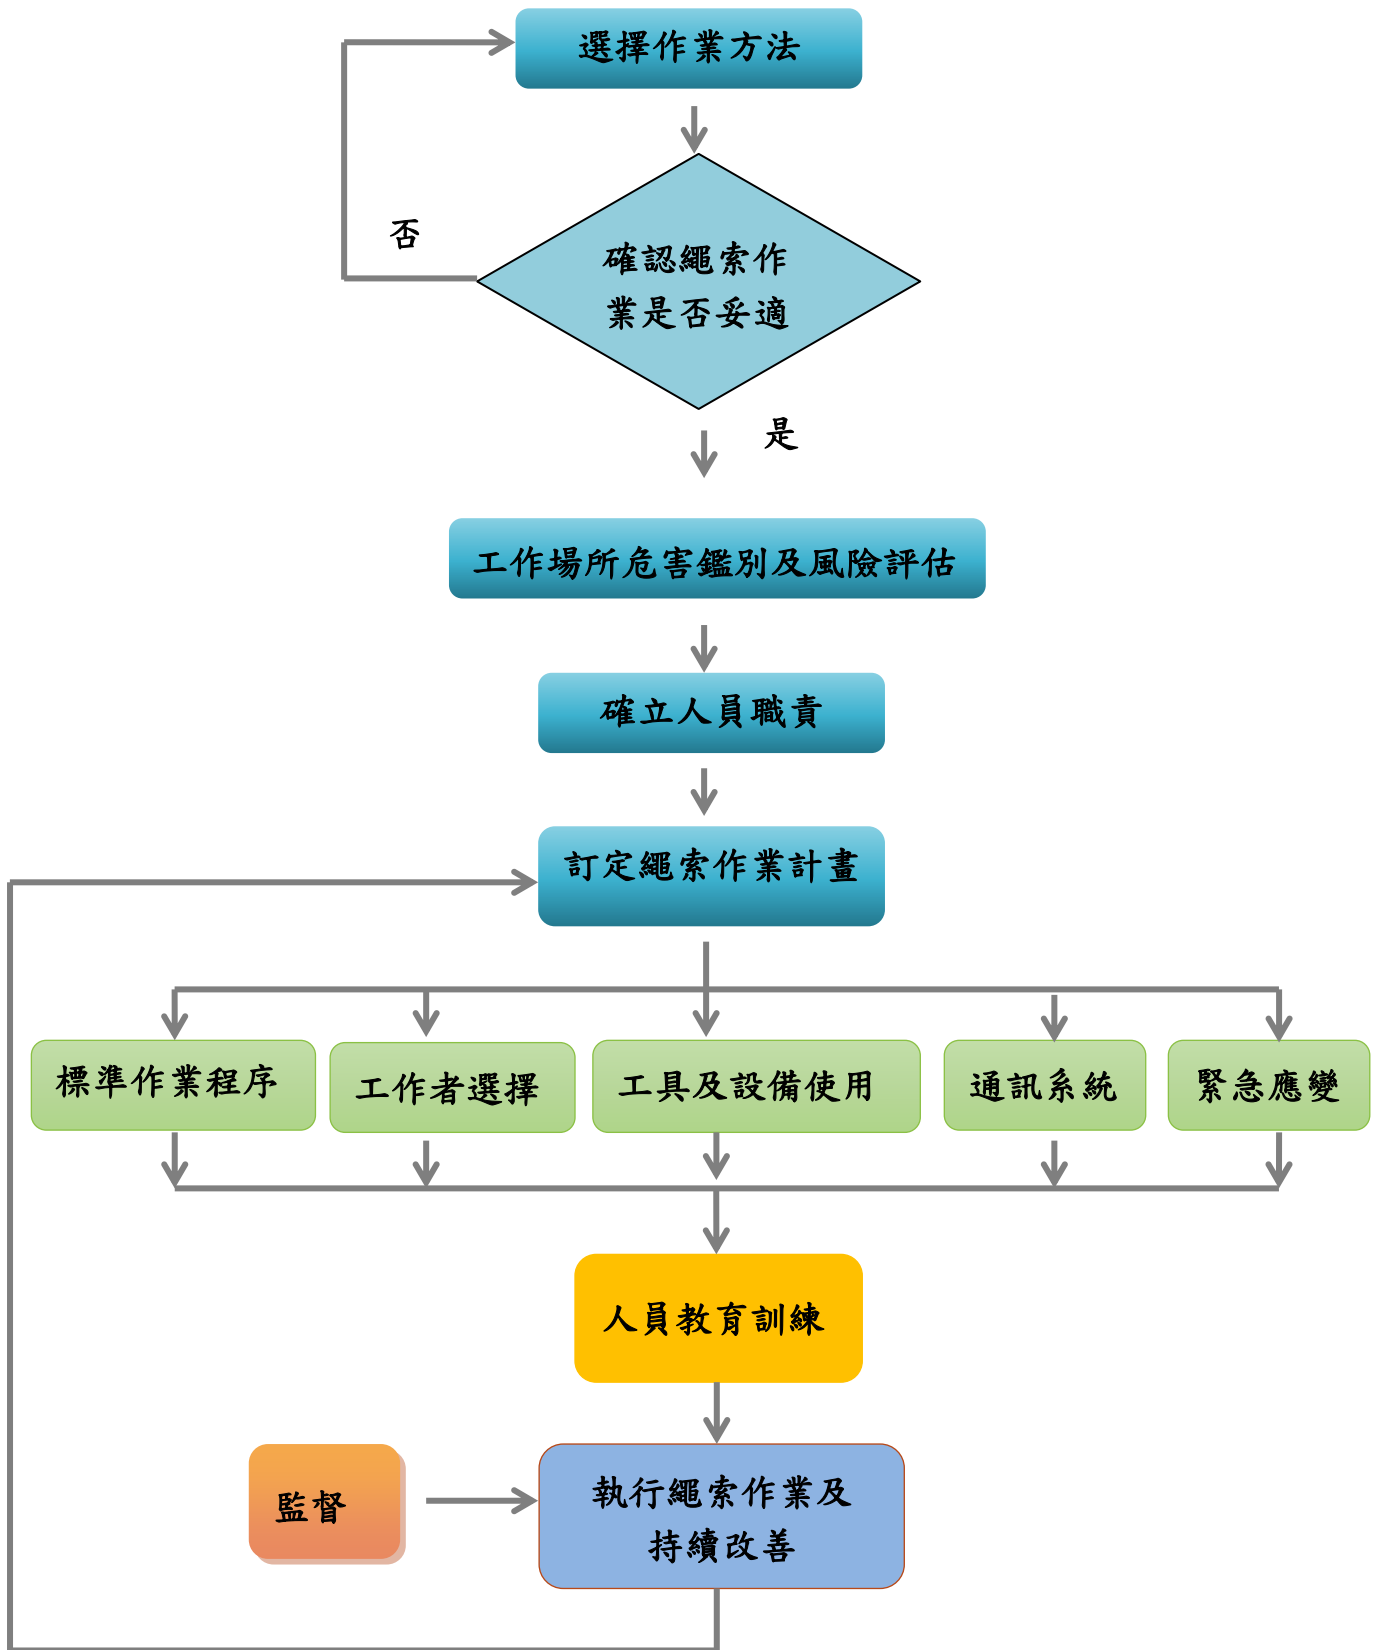 選擇作業方法
否
確認繩索作
業是否妥適
是
工作場所危害鑑別及風險評估
確立人員職責
訂定繩索作業計畫
標準作業程序
工作者選擇
工具及設備使用
通訊系統
緊急應變
人員教育訓練
監督
執行繩索作業及
持續改善